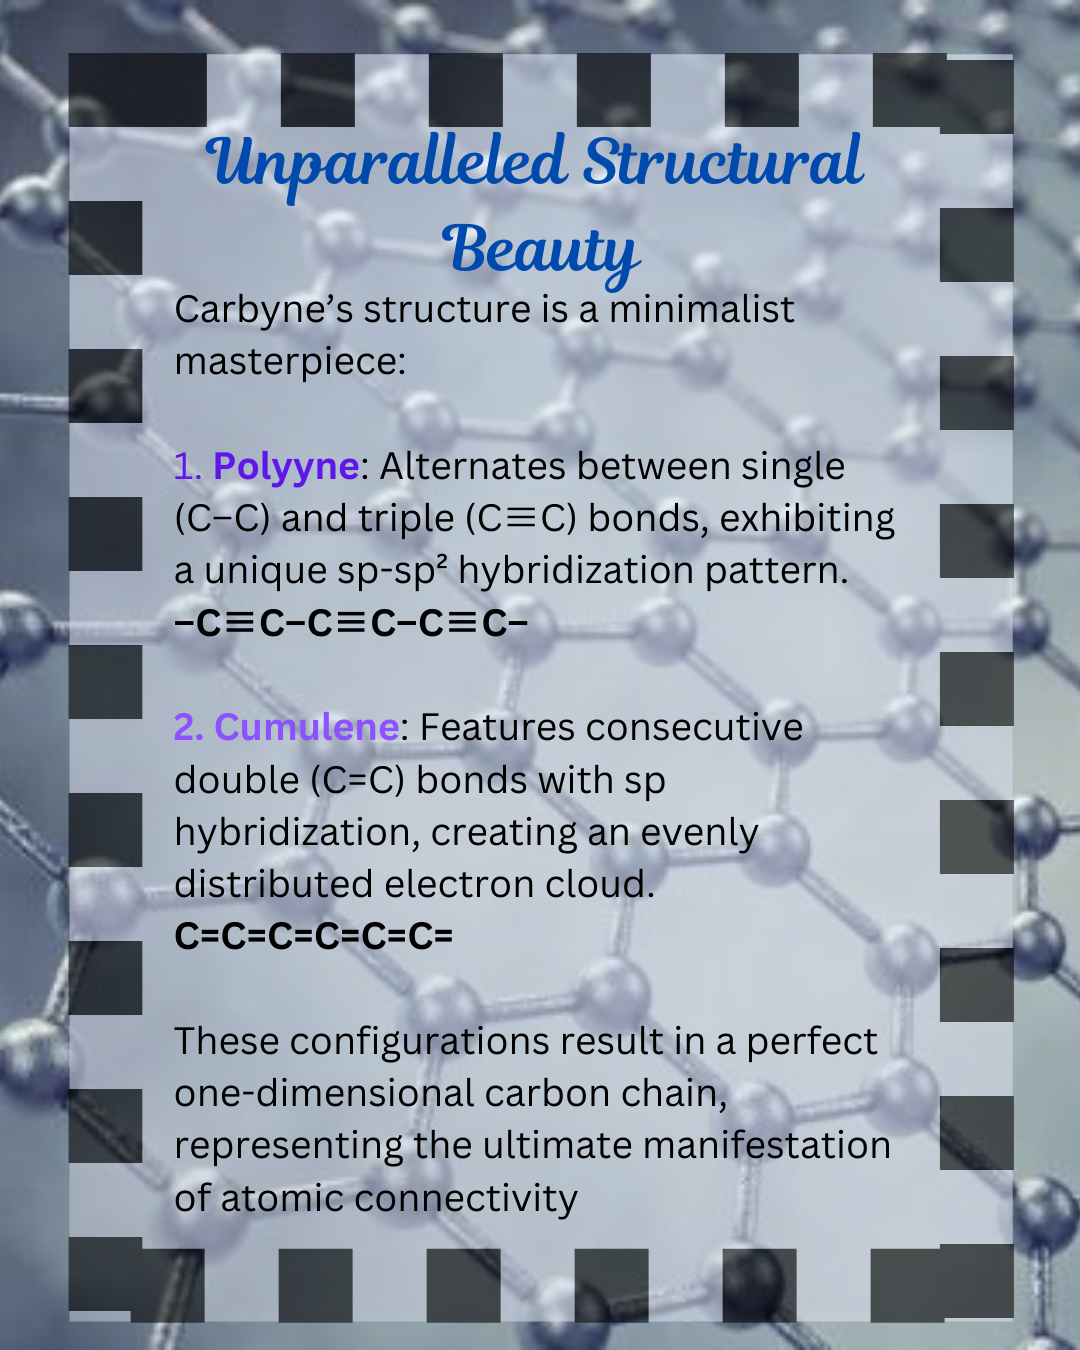 Unparalleled Structural
Beauty
Carbyne’s structure is a minimalist
masterpiece:
1. Polyyne: Alternates between single
(C–C) and triple (C≡C) bonds, exhibiting
a unique sp-sp² hybridization pattern.
–C≡C–C≡C–C≡C–
2. Cumulene: Features consecutive
double (C=C) bonds with sp
hybridization, creating an evenly
distributed electron cloud.
C=C=C=C=C=C=
These configurations result in a perfect
one-dimensional carbon chain,
representing the ultimate manifestation
of atomic connectivity